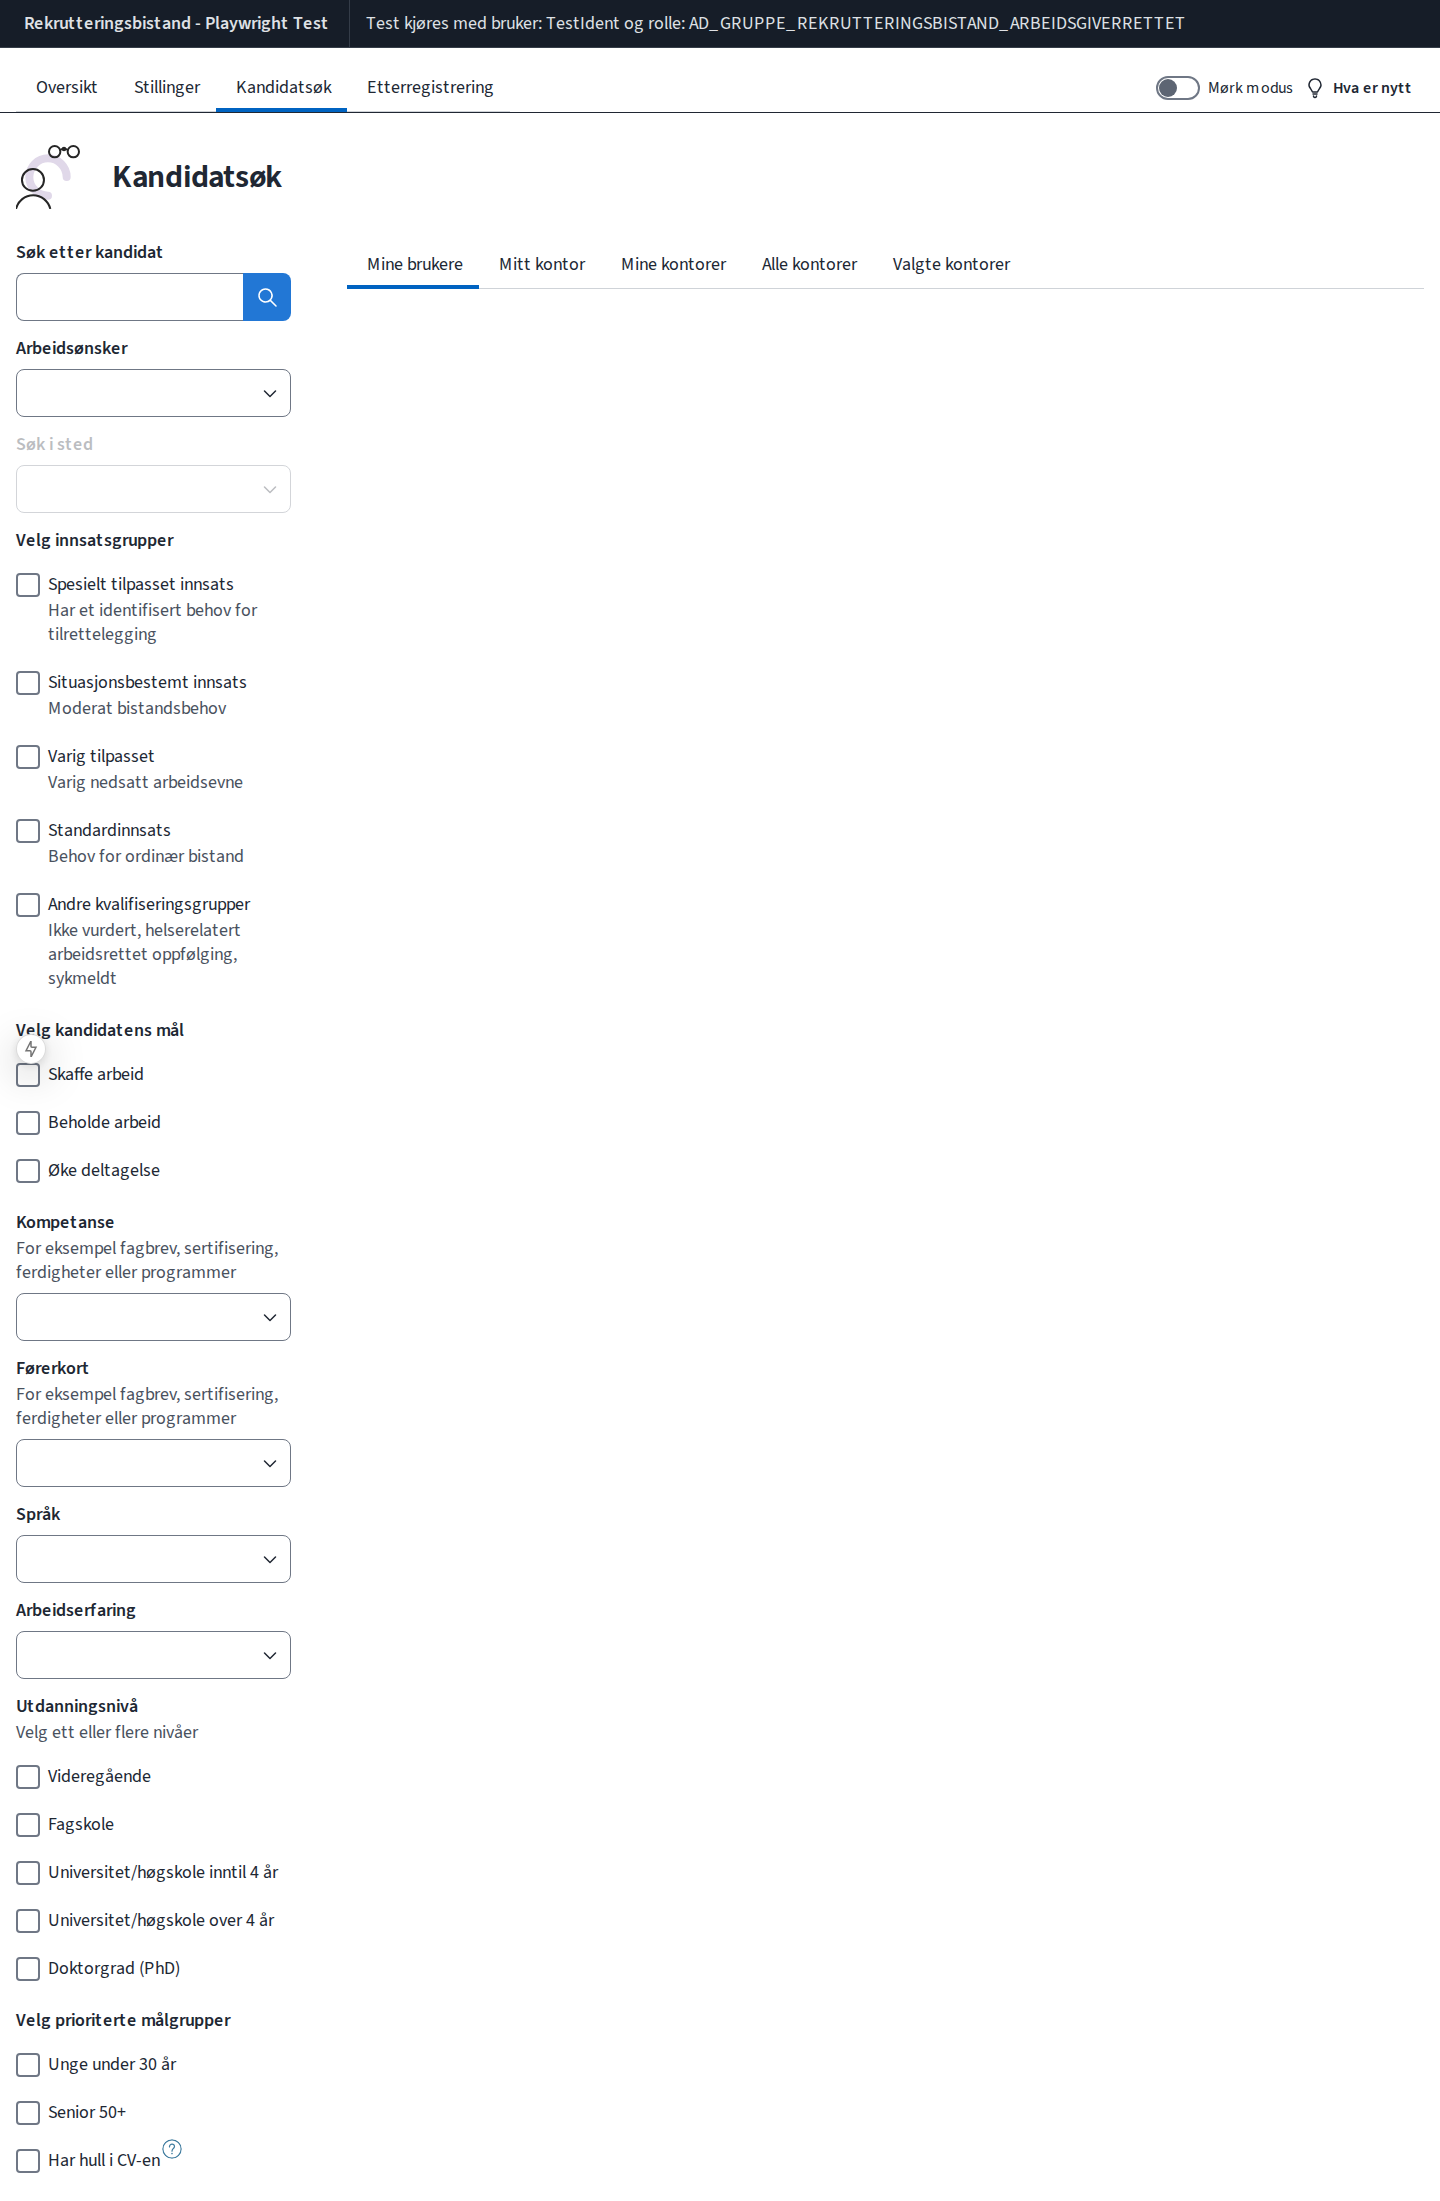 Rekrutteringsbistand - Playwright Test
Test kjøres med bruker: TestIdent og rolle: AD_GRUPPE_REKRUTTERINGSBISTAND_ARBEIDSGIVERRETTET
Oversikt
Stillinger
Kandidatsøk
Etterregistrering
Mørk modus
Hva er nytt
Kandidatsøk
Søk etter kandidat
Mine brukere
Mitt kontor
Mine kontorer
Alle kontorer
Valgte kontorer
Arbeidsønsker
Søk i sted
Velg innsatsgrupper
Spesielt tilpasset innsats
Har et identifisert behov for
tilrettelegging
Situasjonsbestemt innsats
Moderat bistandsbehov
Varig tilpasset
Varig nedsatt arbeidsevne
Standardinnsats
Behov for ordinær bistand
Andre kvalifiseringsgrupper
Ikke vurdert, helserelatert
arbeidsrettet oppfølging,
sykmeldt
Velg kandidatens mål
Skaffe arbeid
Beholde arbeid
Øke deltagelse
Kompetanse
For eksempel fagbrev, sertifisering,
ferdigheter eller programmer
Førerkort
For eksempel fagbrev, sertifisering,
ferdigheter eller programmer
Språk
Arbeidserfaring
Utdanningsnivå
Velg ett eller flere nivåer
Videregående
Fagskole
Universitet/høgskole inntil 4 år
Universitet/høgskole over 4 år
Doktorgrad (PhD)
Velg prioriterte målgrupper
Unge under 30 år
Senior 50+
Har hull i CV-en